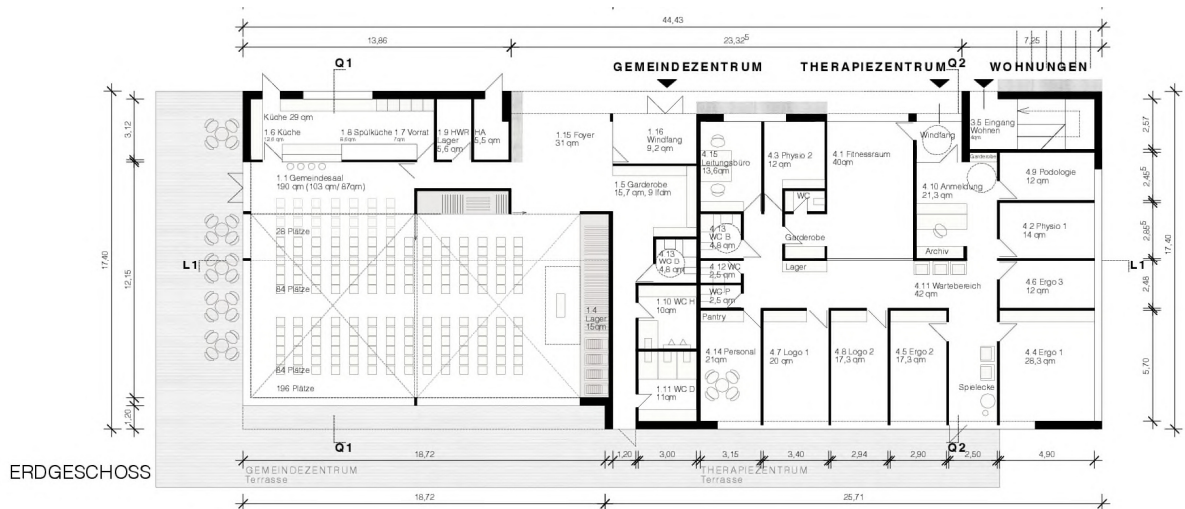 44,43
13,86
23,32⁵
7,25
Q1
GEMEINDEZENTRUM
THERAPIEZENTRUM
Q2
WOHNUNGEN
Küche 29 qm
1.6 Küche
1.8 Spülküche
1.7 Vorrat
7qm
1.9 HWR
Lager
5,6 qm
HA
5,5 qm
1.15 Foyer
31 qm
1.16
Windfang
9,2 qm
4.15
Leitungsbüro
13,6qm
4.3 Physio 2
12 qm
4.1 Fitnessraum
40qm
Windfang
3.5 Eingang
Wohnen
Garderobe
4.9 Podologie
12 qm
1.1 Gemeindesaal
190 qm (103 qm/ 87qm)
1.5 Garderobe
15,7 qm, 9 lfdm
WC
4.10 Anmeldung
21,3 qm
4.2 Physio 1
14 qm
28 Plätze
4.13
WC B
4,8 qm
Garderobe
Archiv
L1
84 Plätze
4.13
WC D
4,8 qm
4.12 WC
2,5 qm
Lager
4.11 Wartebereich
42 qm
4.6 Ergo 3
12 qm
L1
1.4
Lager
15qm
1.10 WC H
10qm
WC P
2,5 qm
Pantry
4.14 Personal
21qm
4.7 Logo 1
20 qm
4.8 Logo 2
17,3 qm
4.5 Ergo 2
17,3 qm
4.4 Ergo 1
28,3 qm
84 Plätze
196 Plätze
1.11 WC D
11qm
Spielecke
17,40
3,12
12,15
1,20
2,57
2,45⁵
2,85⁵
2,48
5,70
17,40
Q1
Q2
ERDGESCHOSS
18,72
1,20
3,00
3,15
3,40
2,94
2,90
2,50
4,90
GEMEINDEZENTRUM
Terrasse
THERAPIEZENTRUM
Terrasse
18,72
25,71